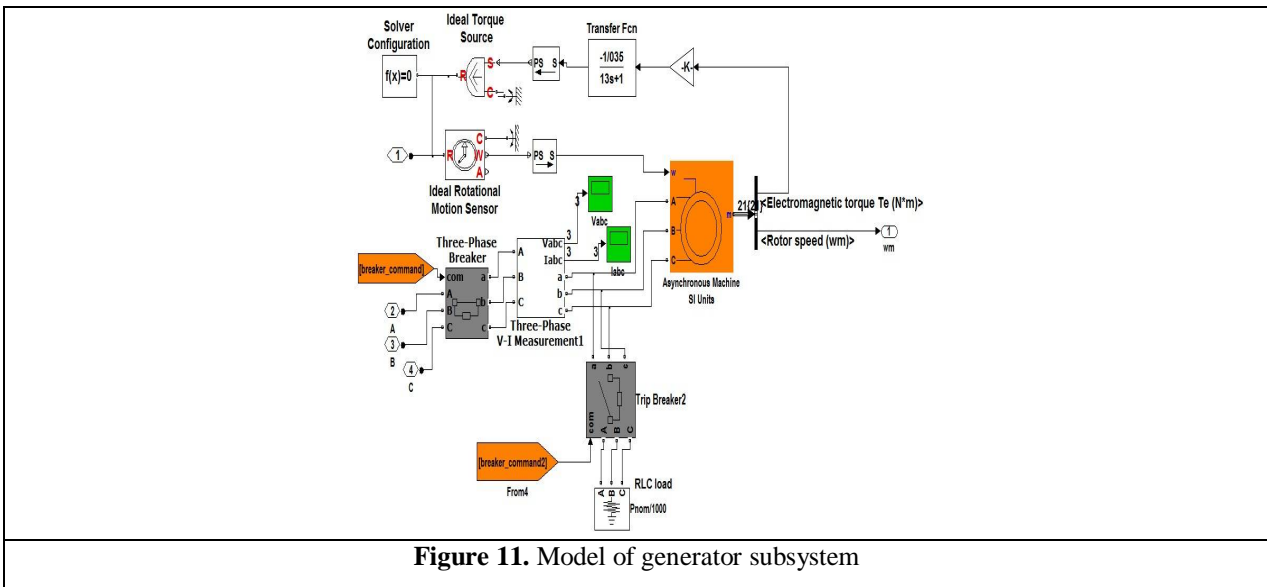 Solver
Configuration
f(x)=0
Ideal Torque
Source
R
S
C
PS S
Transfer Fcn
-1/035
13s+1
-K-
1
R
C
W
A
Ideal Rotational
Motion Sensor
PS S
3
Vabc
3
Iabc
w
A
B
C
m
Asynchronous Machine
SI Units
<Electromagnetic torque Te (N*m)>
<Rotor speed (wm)>
1
wm
[breaker_command]
Three-Phase
Breaker
com
A
B
C
a
b
c
2
A
3
B
4
C
A
B
C
Vabc
3
Iabc
3
a
b
c
Three-Phase
V-I Measurement1
a
b
c
com
A
B
C
Trip Breaker2
[breaker_command2]
From4
A
B
C
RLC load
Pnom/1000
Figure 11. Model of generator subsystem